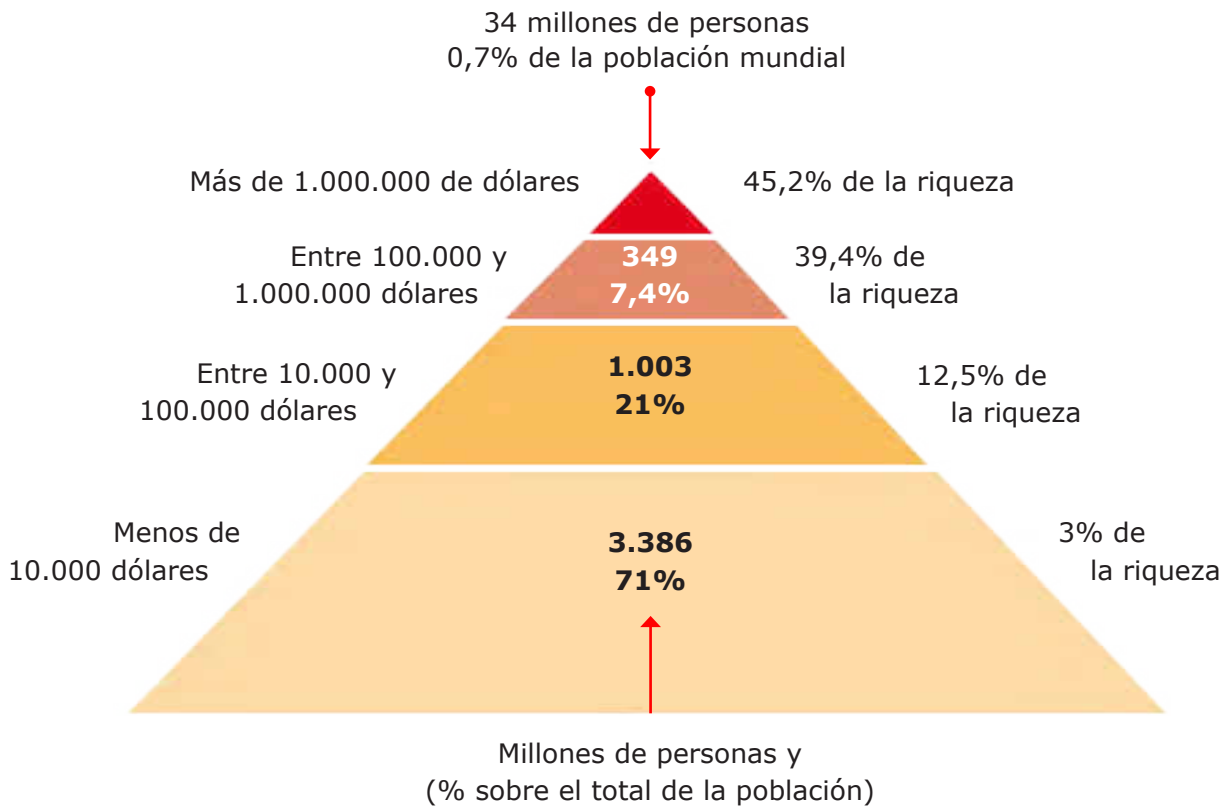 34 millones de personas
0,7% de la población mundial
Más de 1.000.000 de dólares
45,2% de la riqueza
Entre 100.000 y
1.000.000 dólares
349
7,4%
39,4% de
la riqueza
Entre 10.000 y
100.000 dólares
1.003
21%
12,5% de
la riqueza
Menos de
10.000 dólares
3.386
71%
3% de
la riqueza
Millones de personas y
(% sobre el total de la población)